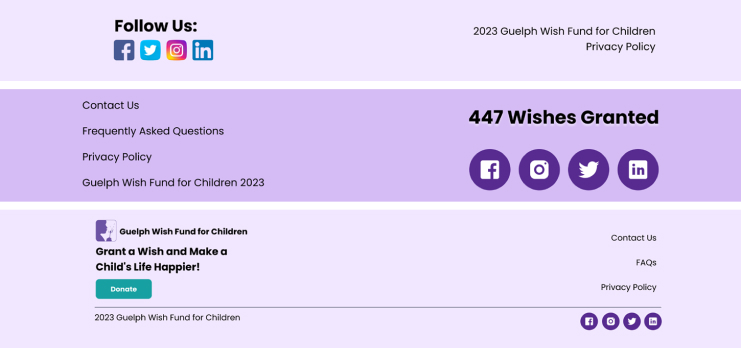 Follow Us:
2023 Guelph Wish Fund for Children
Privacy Policy
Contact Us
Frequently Asked Questions
Privacy Policy
Guelph Wish Fund for Children 2023
447 Wishes Granted
Guelph Wish Fund for Children
Grant a Wish and Make a
Child's Life Happier!
Donate
Contact Us
FAQs
Privacy Policy
2023 Guelph Wish Fund for Children